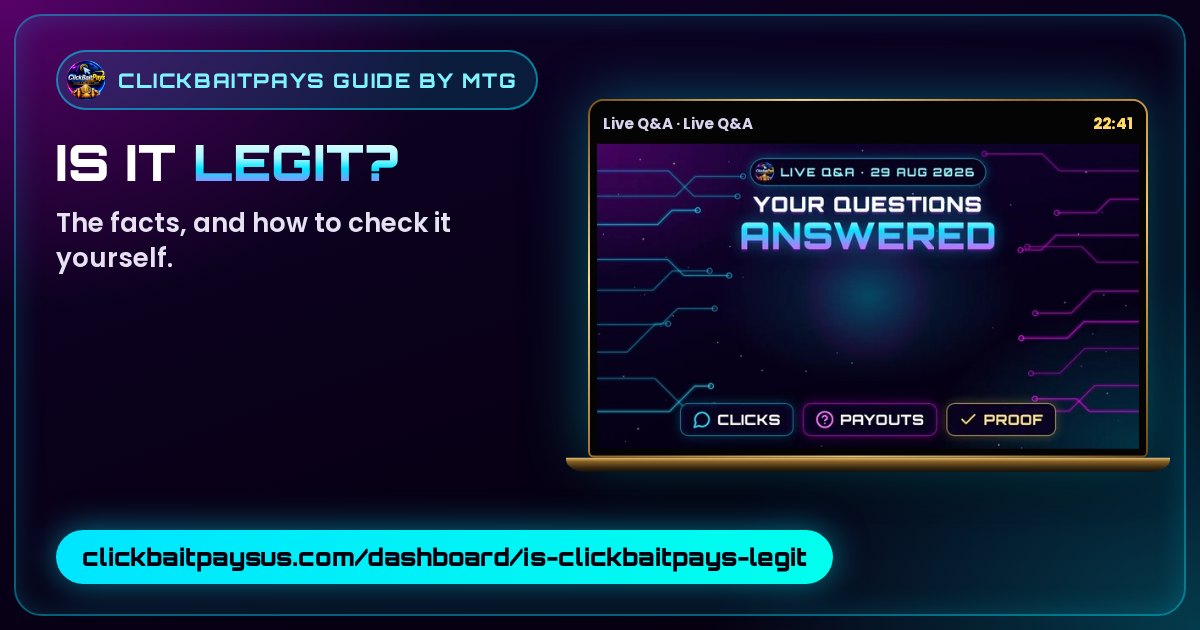 ClickBaitPays
CLICKBAITPAYS GUIDE BY MTG
IS IT LEGIT?
The facts, and how to check it
yourself.
Live Q&A · Live Q&A
22:41
LIVE Q&A · 29 AUG 2026
YOUR QUESTIONS
ANSWERED
CLICKS
PAYOUTS
PROOF
clickbaitpaysus.com/dashboard/is-clickbaitpays-legit